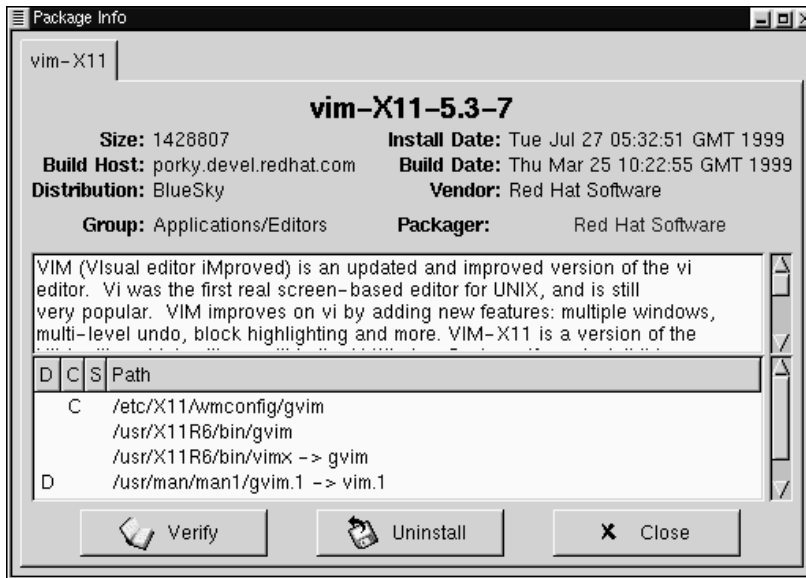 Package Info
vim-X11
vim-X11-5.3-7
Size: 1428807 Install Date: Tue Jul 27 05:32:51 GMT 1999
Build Host: porky.devel.redhat.com Build Date: Thu Mar 25 10:22:55 GMT 1999
Distribution: BlueSky Vendor: Red Hat Software
Group: Applications/Editors Packager: Red Hat Software
VIM (VIsual editor iMproved) is an updated and improved version of the vi
editor. Vi was the first real screen-based editor for UNIX, and is still
very popular. VIM improves on vi by adding new features: multiple windows,
multi-level undo, block highlighting and more. VIM-X11 is a version of the
D C S Path
C /etc/X11/wmconfig/gvim
/usr/X11R6/bin/gvim
/usr/X11R6/bin/vimx -> gvim
D /usr/man/man1/gvim.1 -> vim.1
Verify Uninstall Close